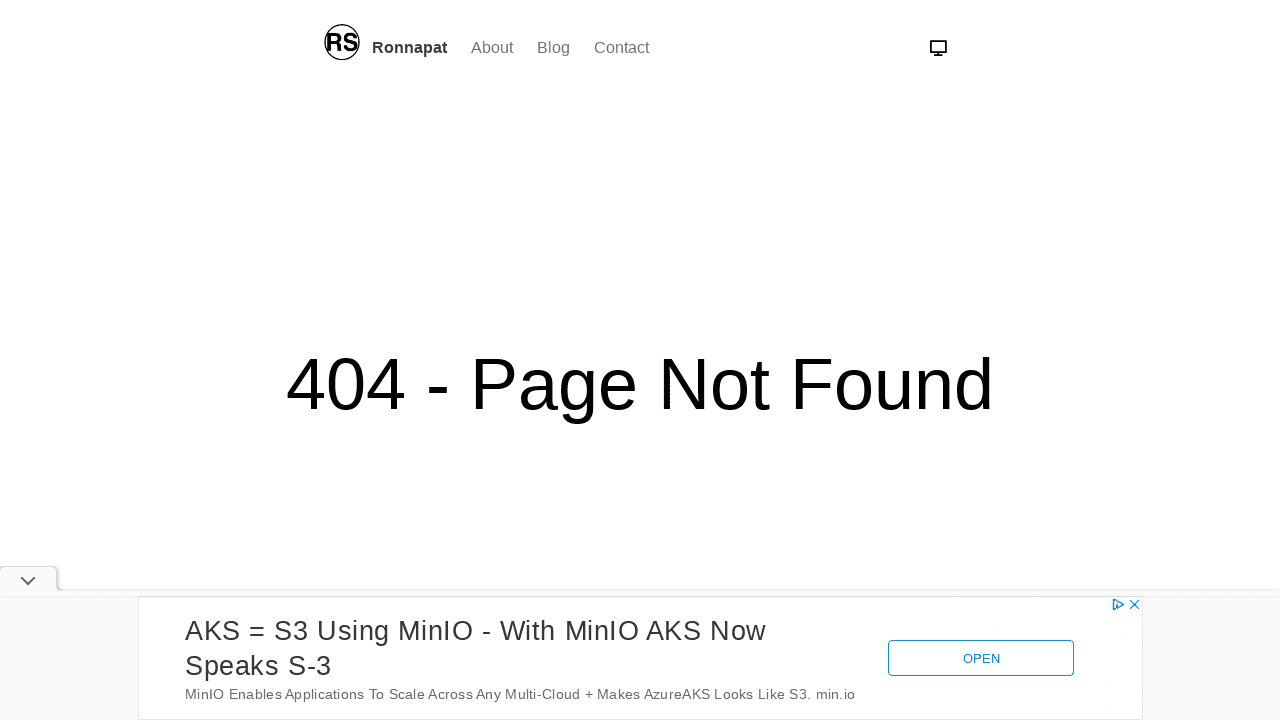 RS Ronnapat About Blog Contact
404 - Page Not Found
AKS = S3 Using MinIO - With MinIO AKS Now
Speaks S-3
MinIO Enables Applications To Scale Across Any Multi-Cloud + Makes AzureAKS Looks Like S3. min.io
OPEN